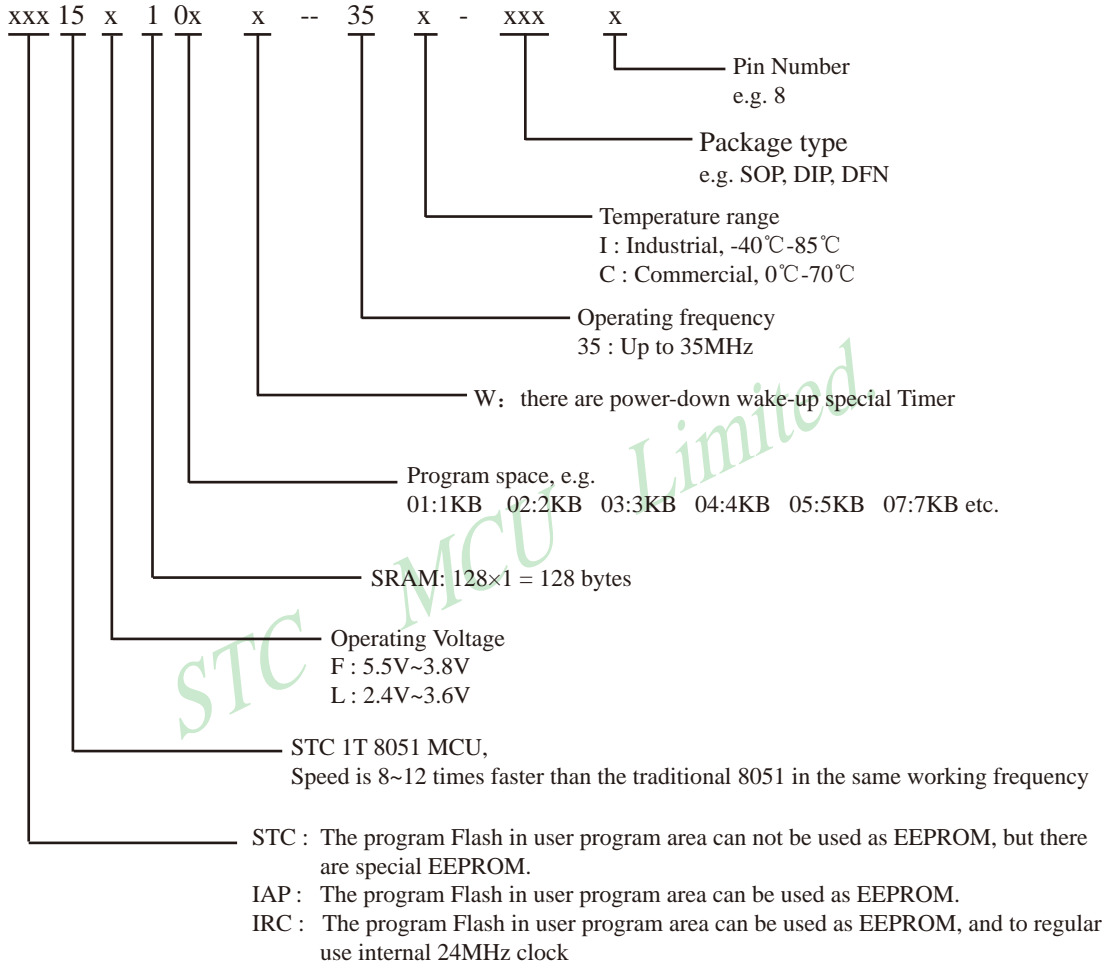 xxx 15 x 1 0x x -- 35 x - xxx x
Pin Number
e.g. 8
Package type
e.g. SOP, DIP, DFN
Temperature range
I : Industrial, -40℃-85℃
C : Commercial, 0℃-70℃
Operating frequency
35 : Up to 35MHz
W：there are power-down wake-up special Timer
Program space, e.g.
01:1KB 02:2KB 03:3KB 04:4KB 05:5KB 07:7KB etc.
SRAM: 128×1 = 128 bytes
Operating Voltage
F : 5.5V~3.8V
L : 2.4V~3.6V
STC 1T 8051 MCU,
Speed is 8~12 times faster than the traditional 8051 in the same working frequency
STC : The program Flash in user program area can not be used as EEPROM, but there
are special EEPROM.
IAP : The program Flash in user program area can be used as EEPROM.
IRC : The program Flash in user program area can be used as EEPROM, and to regular
use internal 24MHz clock
STC MCU Limited.